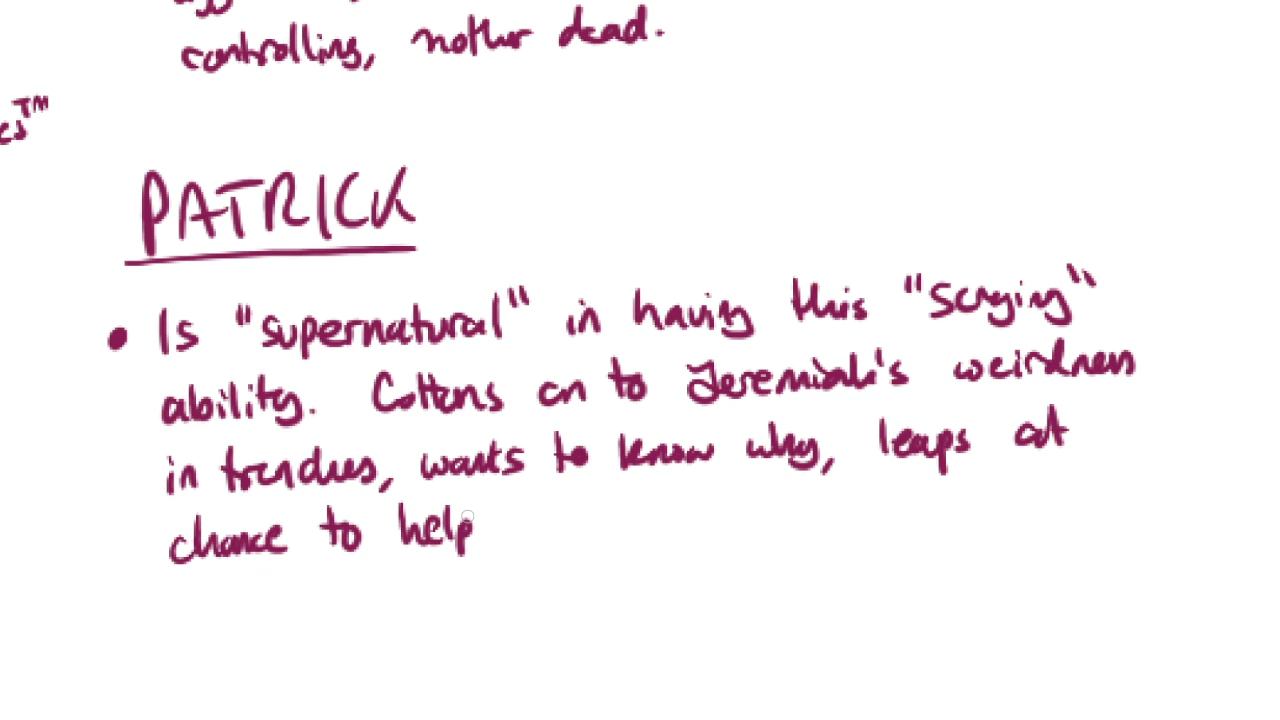 controlling, mother dead.
es™
PATRICK
• Is "supernatural" in having this "scrying"
ability. Cottons on to Jeremiah's weirdness
in trenches, wants to know why, leaps at
chance to help